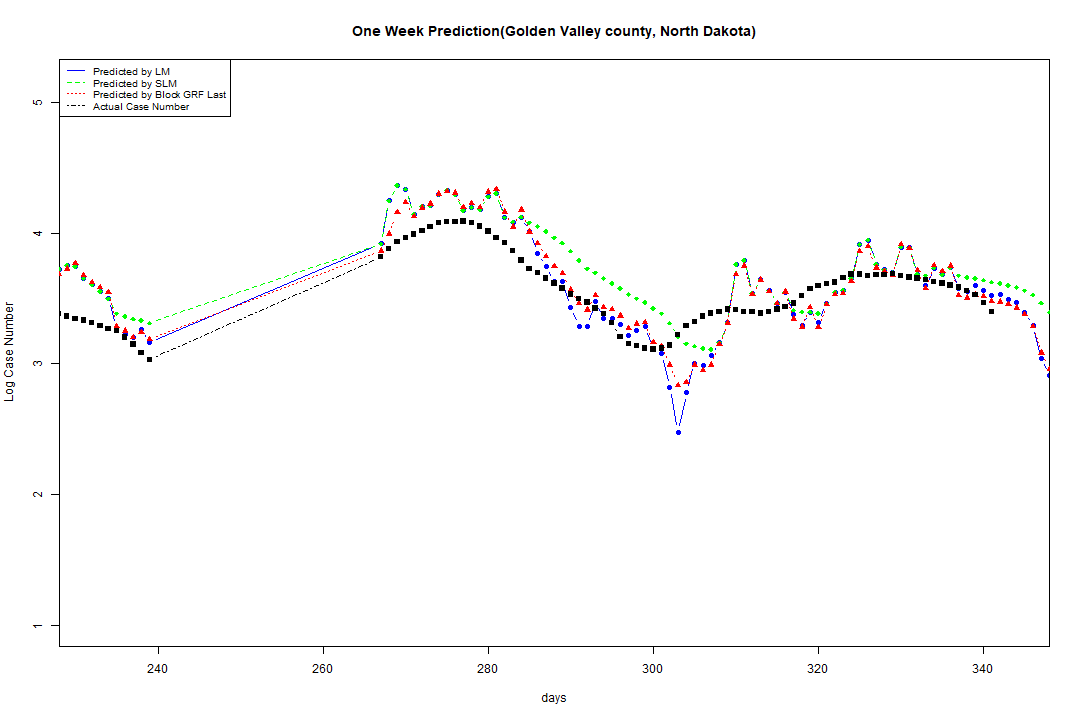 One Week Prediction(Golden Valley county, North Dakota)
Predicted by LM
Predicted by SLM
Predicted by Block GRF Last
Actual Case Number
5
4
3
2
1
Log Case Number
240 260 280 300 320 340
days